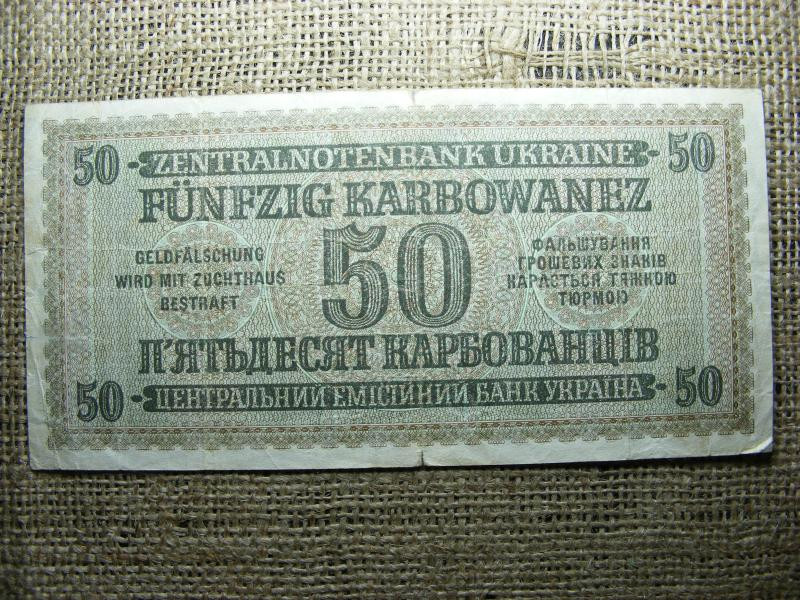 50 ZENTRALNOTENBANK UKRAINE 50
FÜNFZIG KARBOWANEZ
GELDFÄLSCHUNG
WIRD MIT ZUCHTHAUS
BESTRAFT
50
ФАЛЬШУВАННЯ
ГРОШЕВИХ ЗНАКІВ
КАРАЄТЬСЯ ТЯЖКОЮ
ТЮРМОЮ
П'ЯТЬДЕСЯТ КАРБОВАНЦІВ
50 ЦЕНТРАЛЬНИЙ ЕМІСІЙНИЙ БАНК УКРАЇНА 50